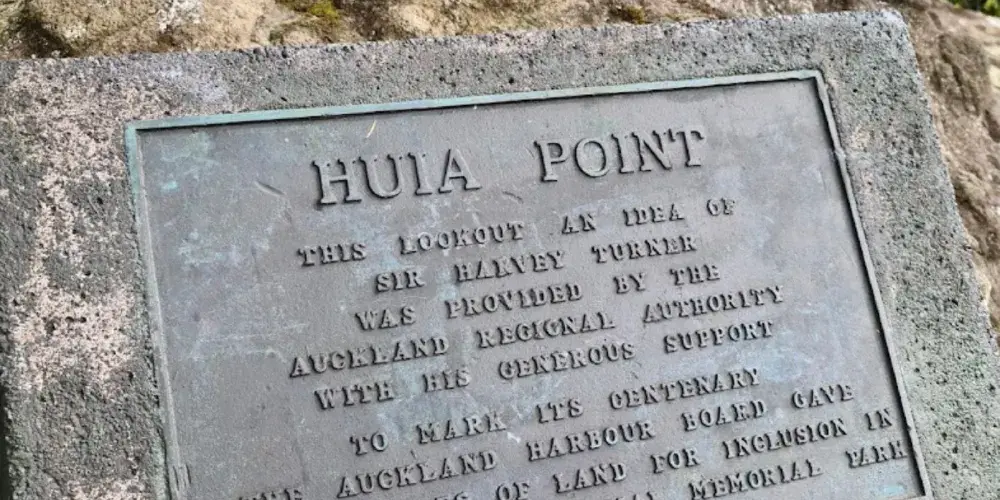 HUIA POINT
THIS LOOKOUT AN IDEA OF
SIR HARVEY TURNER
WAS PROVIDED BY THE
AUCKLAND REGIONAL AUTHORITY
WITH HIS GENEROUS SUPPORT
TO MARK ITS CENTENARY
THE AUCKLAND HARBOUR BOARD GAVE
OF LAND FOR INCLUSION IN
MEMORIAL PARK